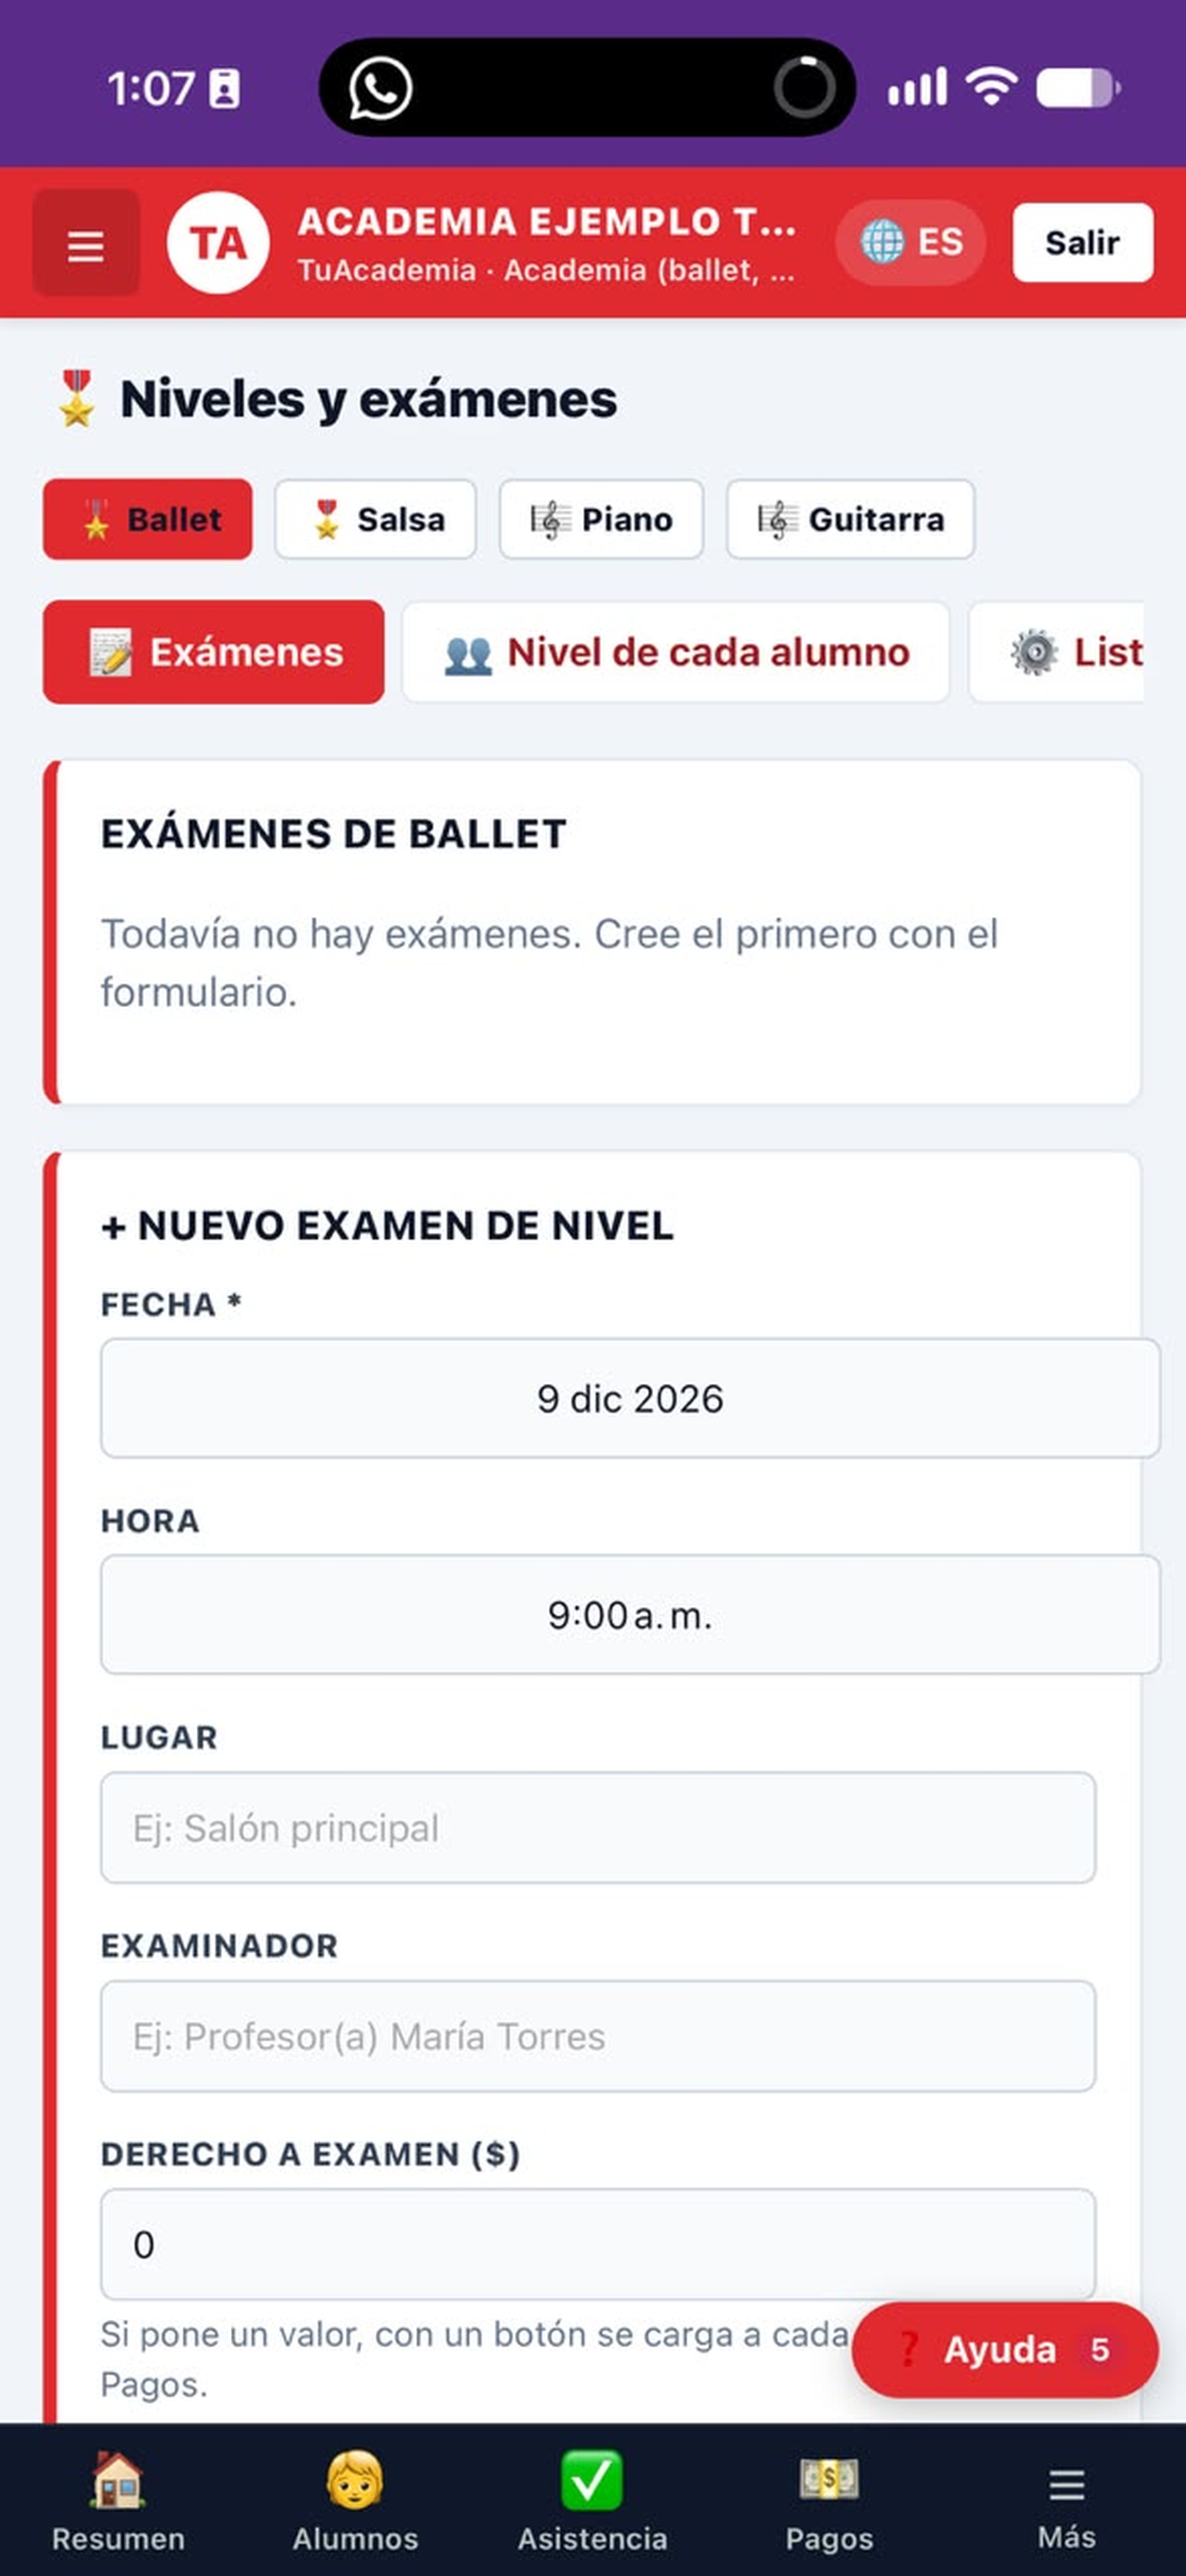 1:07
TA
ACADEMIA EJEMPLO T...
TuAcademia · Academia (ballet, ...
ES
Salir
Niveles y exámenes
Ballet
Salsa
Piano
Guitarra
Exámenes
Nivel de cada alumno
List
EXÁMENES DE BALLET
Todavía no hay exámenes. Cree el primero con el
formulario.
+ NUEVO EXAMEN DE NIVEL
FECHA *
9 dic 2026
HORA
9:00 a. m.
LUGAR
Ej: Salón principal
EXAMINADOR
Ej: Profesor(a) María Torres
DERECHO A EXAMEN ($)
0
Si pone un valor, con un botón se carga a cada
Pagos.
? Ayuda 5
Resumen
Alumnos
Asistencia
Pagos
Más